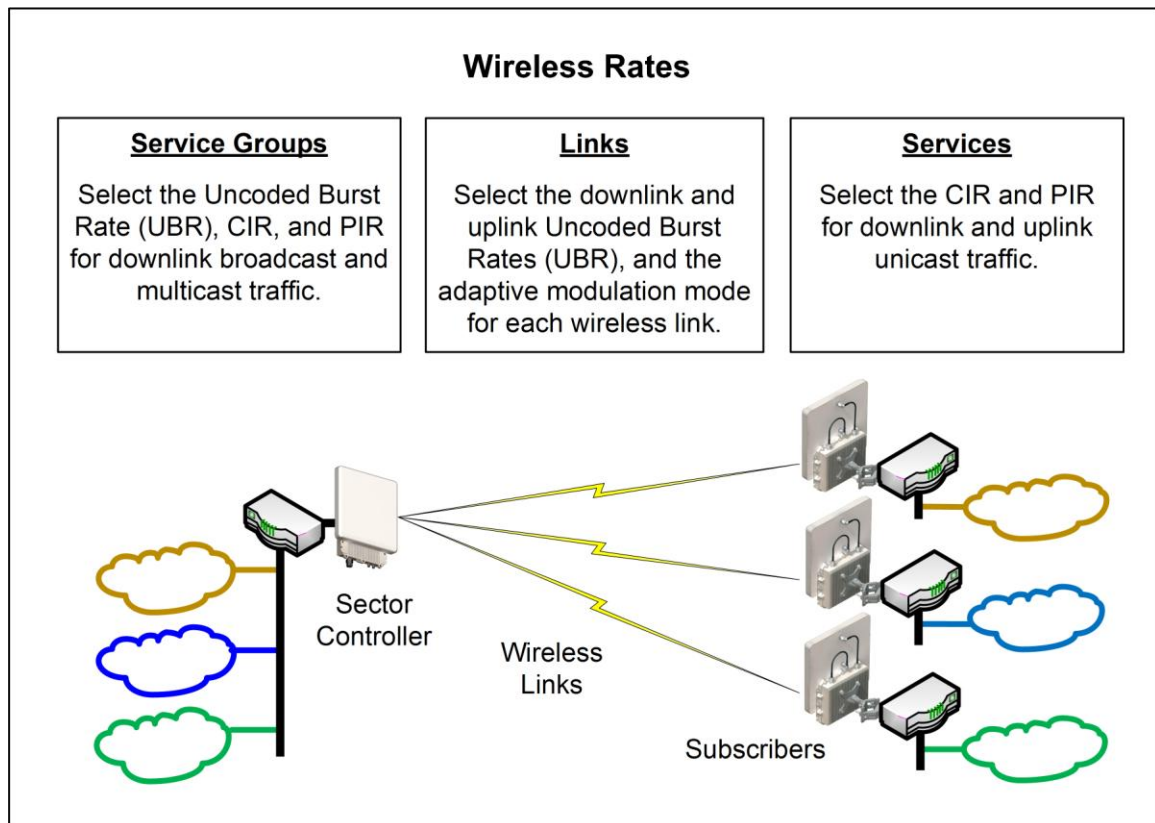 Wireless Rates
Service Groups
Select the Uncoded Burst
Rate (UBR), CIR, and PIR
for downlink broadcast and
multicast traffic.
Links
Select the downlink and
uplink Uncoded Burst
Rates (UBR), and the
adaptive modulation mode
for each wireless link.
Services
Select the CIR and PIR
for downlink and uplink
unicast traffic.
Sector
Controller
Wireless
Links
Subscribers